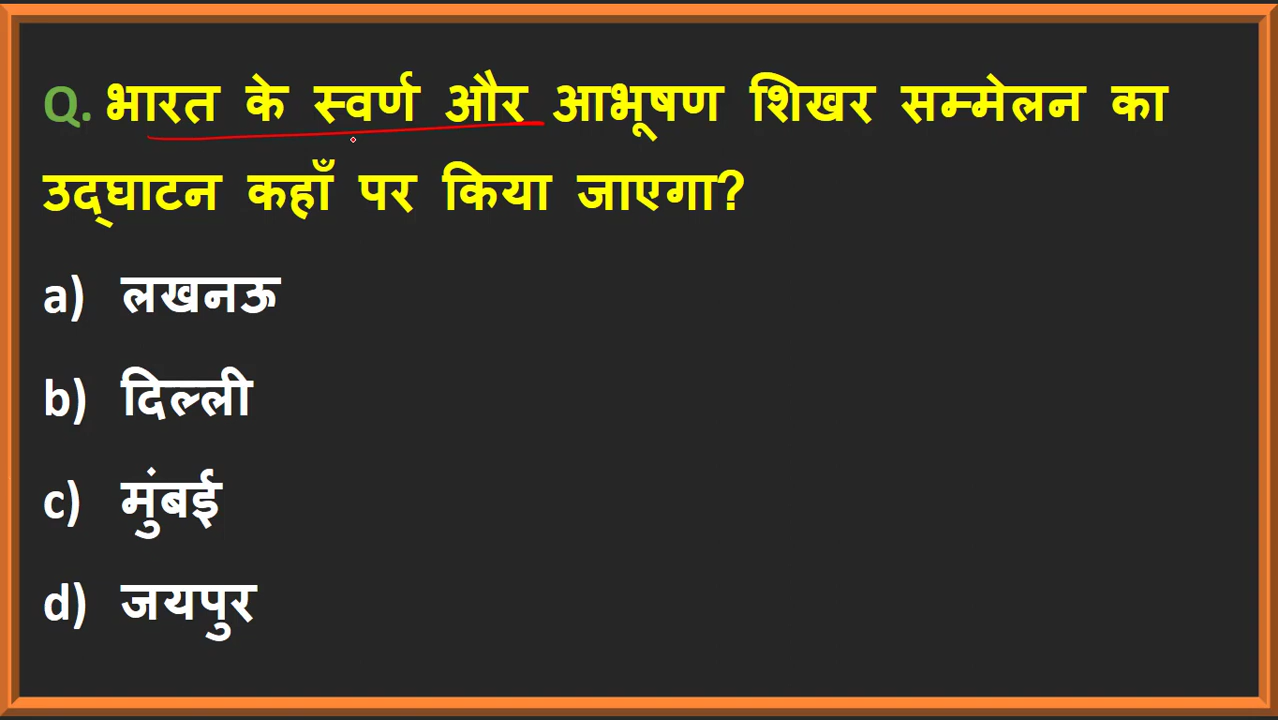 Q. भारत के स्वर्ण और आभूषण शिखर सम्मेलन का
उद्घाटन कहाँ पर किया जाएगा?
a) लखनऊ
b) दिल्ली
c) मुंबई
d) जयपुर